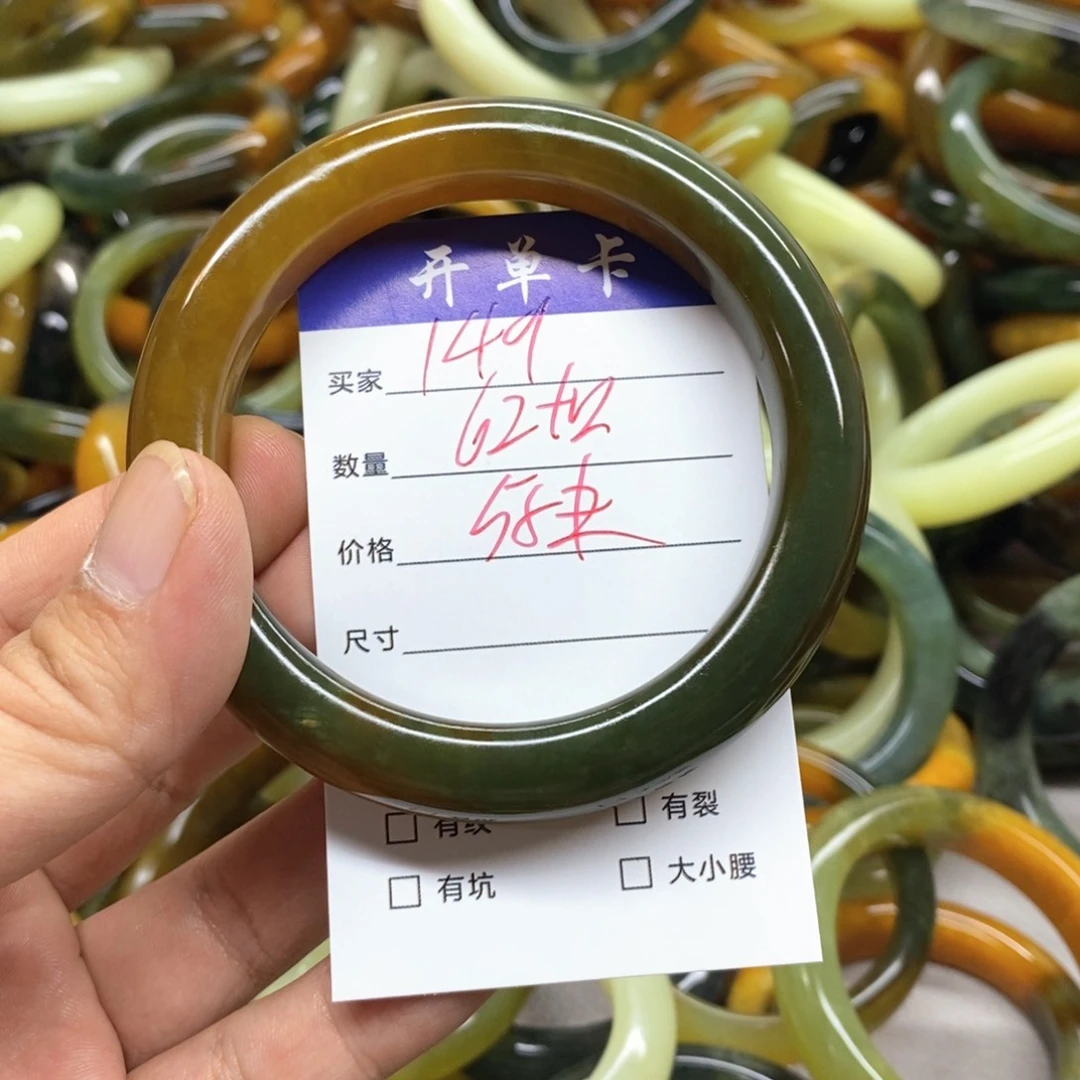 开单卡
买家 149
数量 62
价格 58
尺寸
有纹 有裂
有坑 大小腰